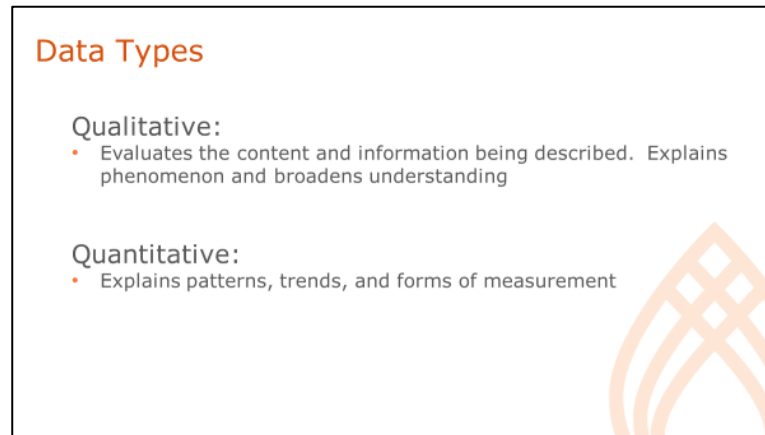 Data Types
Qualitative:
• Evaluates the content and information being described.  Explains
phenomenon and broadens understanding
Quantitative:
• Explains patterns, trends, and forms of measurement